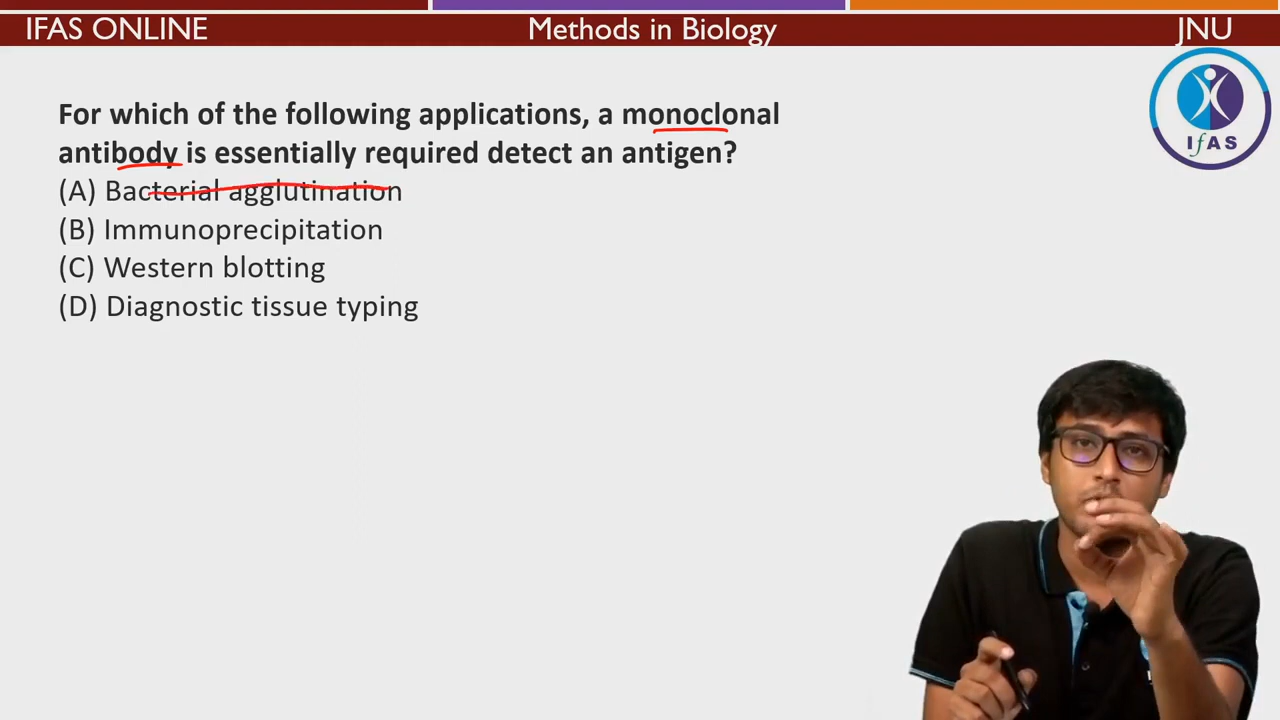 IFAS ONLINE
Methods in Biology
JNU
IfAS
For which of the following applications, a monoclonal
antibody is essentially required detect an antigen?
(A) Bacterial agglutination
(B) Immunoprecipitation
(C) Western blotting
(D) Diagnostic tissue typing